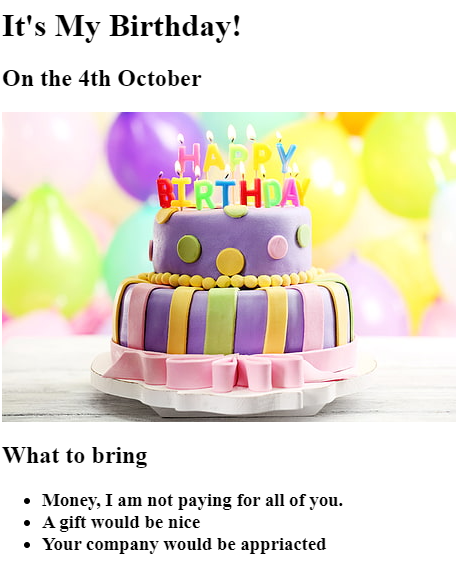 It's My Birthday!
On the 4th October
HAPPY
BIRTHDAY
What to bring
Money, I am not paying for all of you.
A gift would be nice
Your company would be appriacted